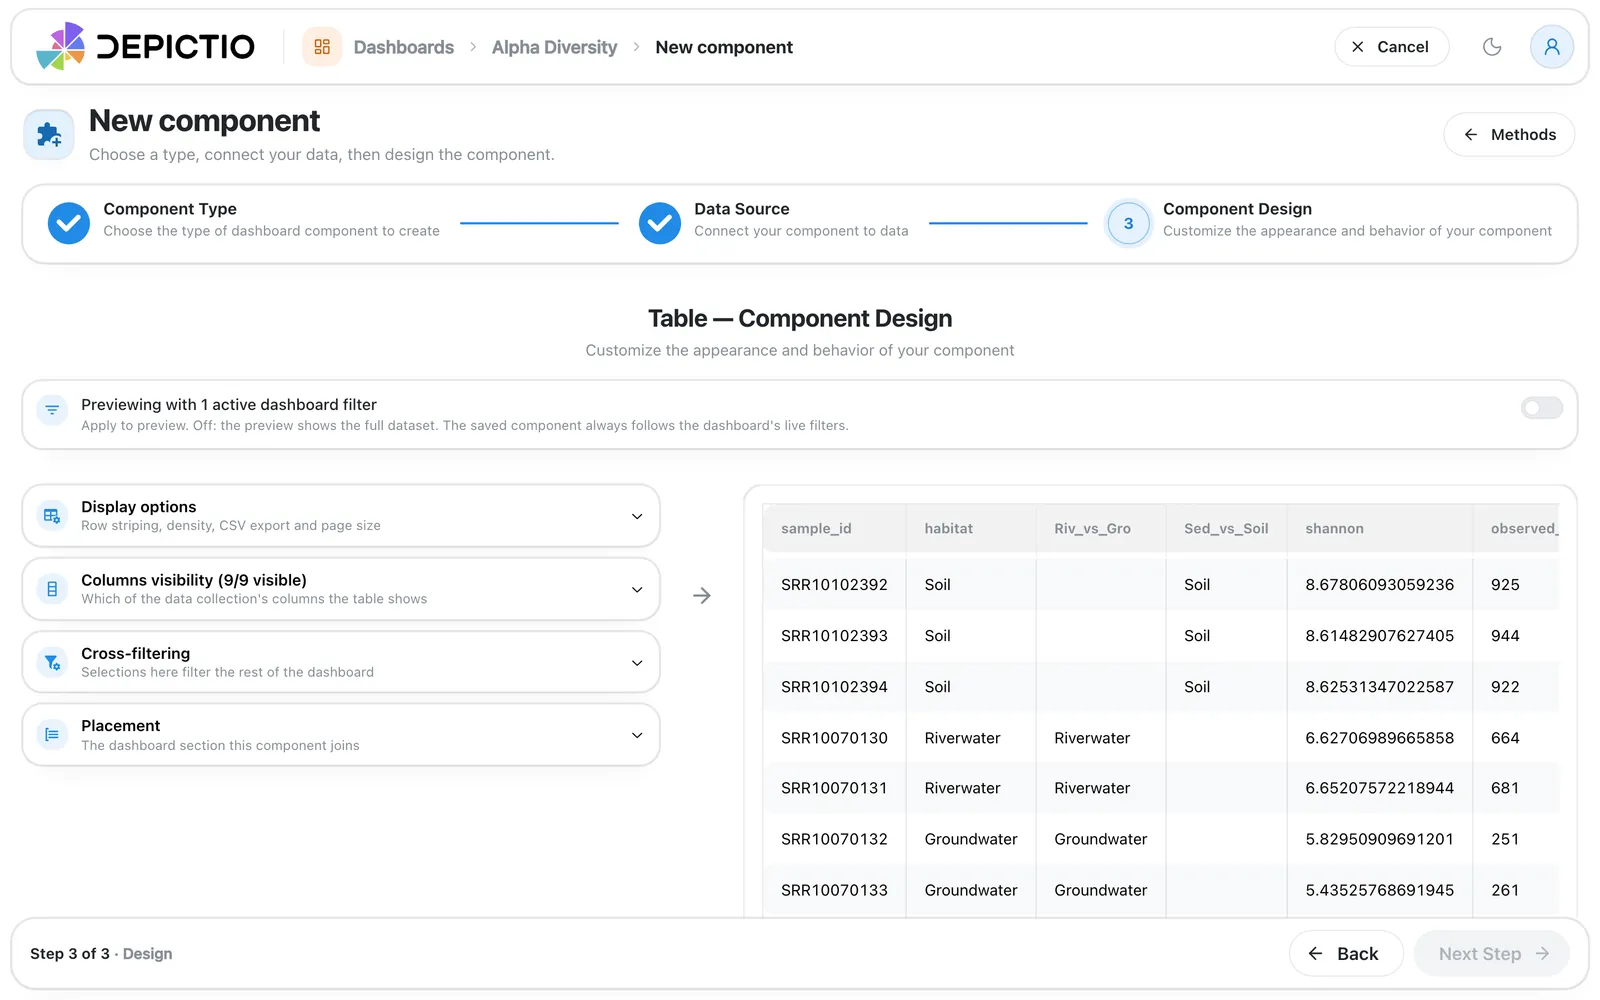 DEPICTIO
Dashboards > Alpha Diversity > New component
Cancel
New component
Choose a type, connect your data, then design the component.
Methods
Component Type
Choose the type of dashboard component to create
Data Source
Connect your component to data
3
Component Design
Customize the appearance and behavior of your component
Table — Component Design
Customize the appearance and behavior of your component
Previewing with 1 active dashboard filter
Apply to preview. Off: the preview shows the full dataset. The saved component always follows the dashboard's live filters.
Display options
Row striping, density, CSV export and page size
Columns visibility (9/9 visible)
Which of the data collection's columns the table shows
Cross-filtering
Selections here filter the rest of the dashboard
Placement
The dashboard section this component joins
sample_id habitat Riv_vs_Gro Sed_vs_Soil shannon observed_
SRR10102392 Soil Soil 8.67806093059236 925
SRR10102393 Soil Soil 8.61482907627405 944
SRR10102394 Soil Soil 8.62531347022587 922
SRR10070130 Riverwater Riverwater 6.62706989665858 664
SRR10070131 Riverwater Riverwater 6.65207572218944 681
SRR10070132 Groundwater Groundwater 5.82950909691201 251
SRR10070133 Groundwater Groundwater 5.43525768691945 261
Step 3 of 3 · Design
Back
Next Step